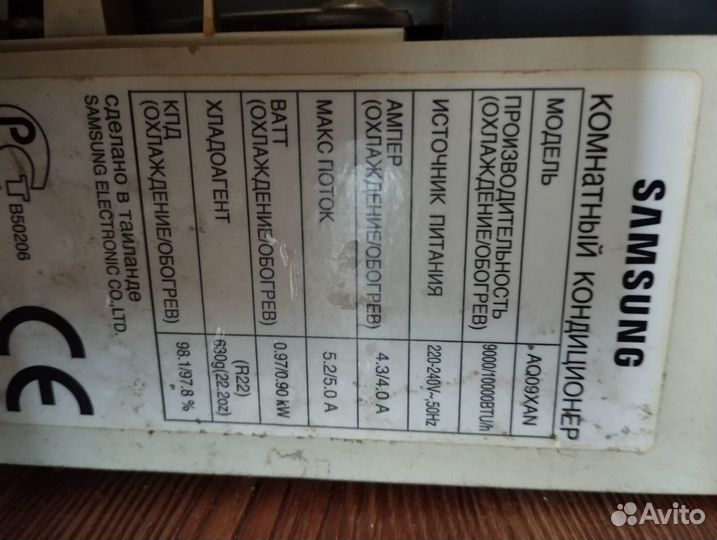 SAMSUNG
КОМНАТНЫЙ КОНДИЦИОНЕР
МОДЕЛЬ AQ09XAN
ПРОИЗВОДИТЕЛЬНОСТЬ
(ОХЛАЖДЕНИЕ/ОБОГРЕВ) 9000/10000BTU/h
ИСТОЧНИК ПИТАНИЯ 220-240V~,50Hz
АМПЕР
(ОХЛАЖДЕНИЕ/ОБОГРЕВ) 4.3/4.0 A
МАКС ПОТОК 5.2/5.0 A
ВАТТ
(ОХЛАЖДЕНИЕ/ОБОГРЕВ) 0.97/0.90 kW
ХЛАДОАГЕНТ (R22)
630g(22.2oz)
КПД
(ОХЛАЖДЕНИЕ/ОБОГРЕВ) 98.1/97.8 %
СДЕЛАНО В ТАИЛАНДЕ
SAMSUNG ELECTRONIC CO.,LTD.
РСТ
В50206
CE
Avito